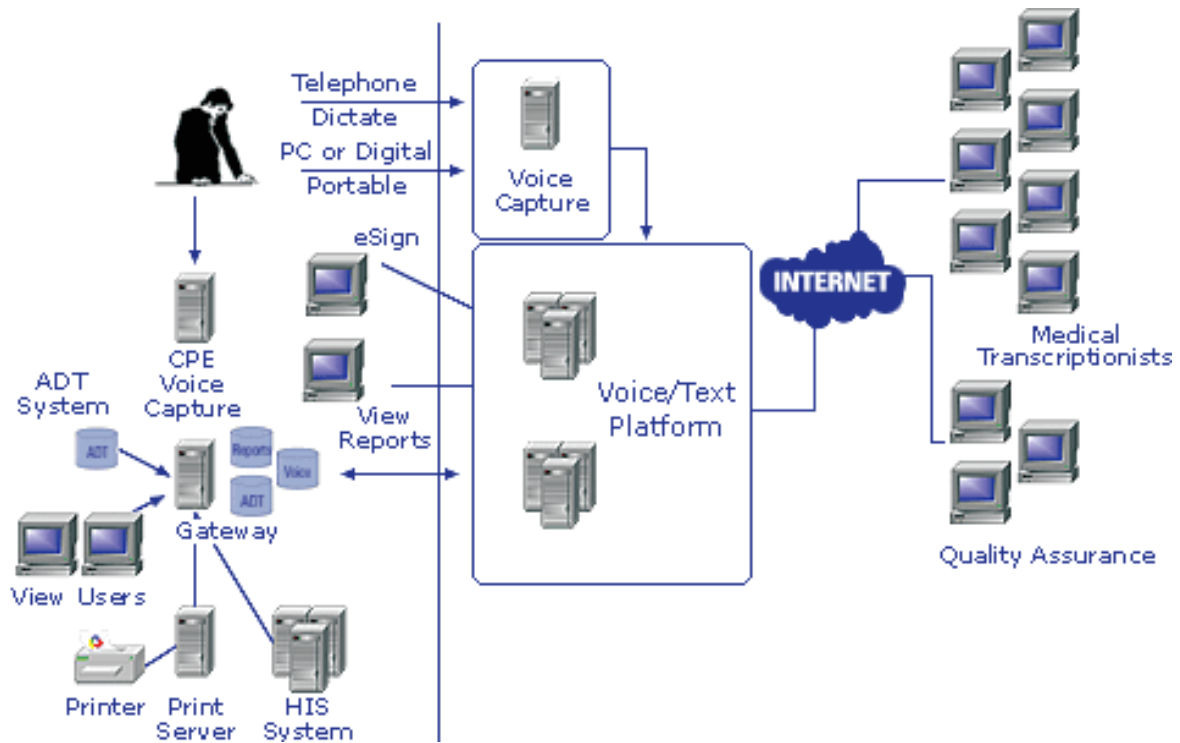 Telephone
Dictate
PC or Digital
Portable
Voice
Capture
eSign
CPE
Voice
Capture
ADT
System
ADT
Reports
Voice
ADT
Gateway
View
Reports
View Users
Printer
Print
Server
HIS
System
Voice/Text
Platform
INTERNET
Medical
Transcriptionists
Quality Assurance